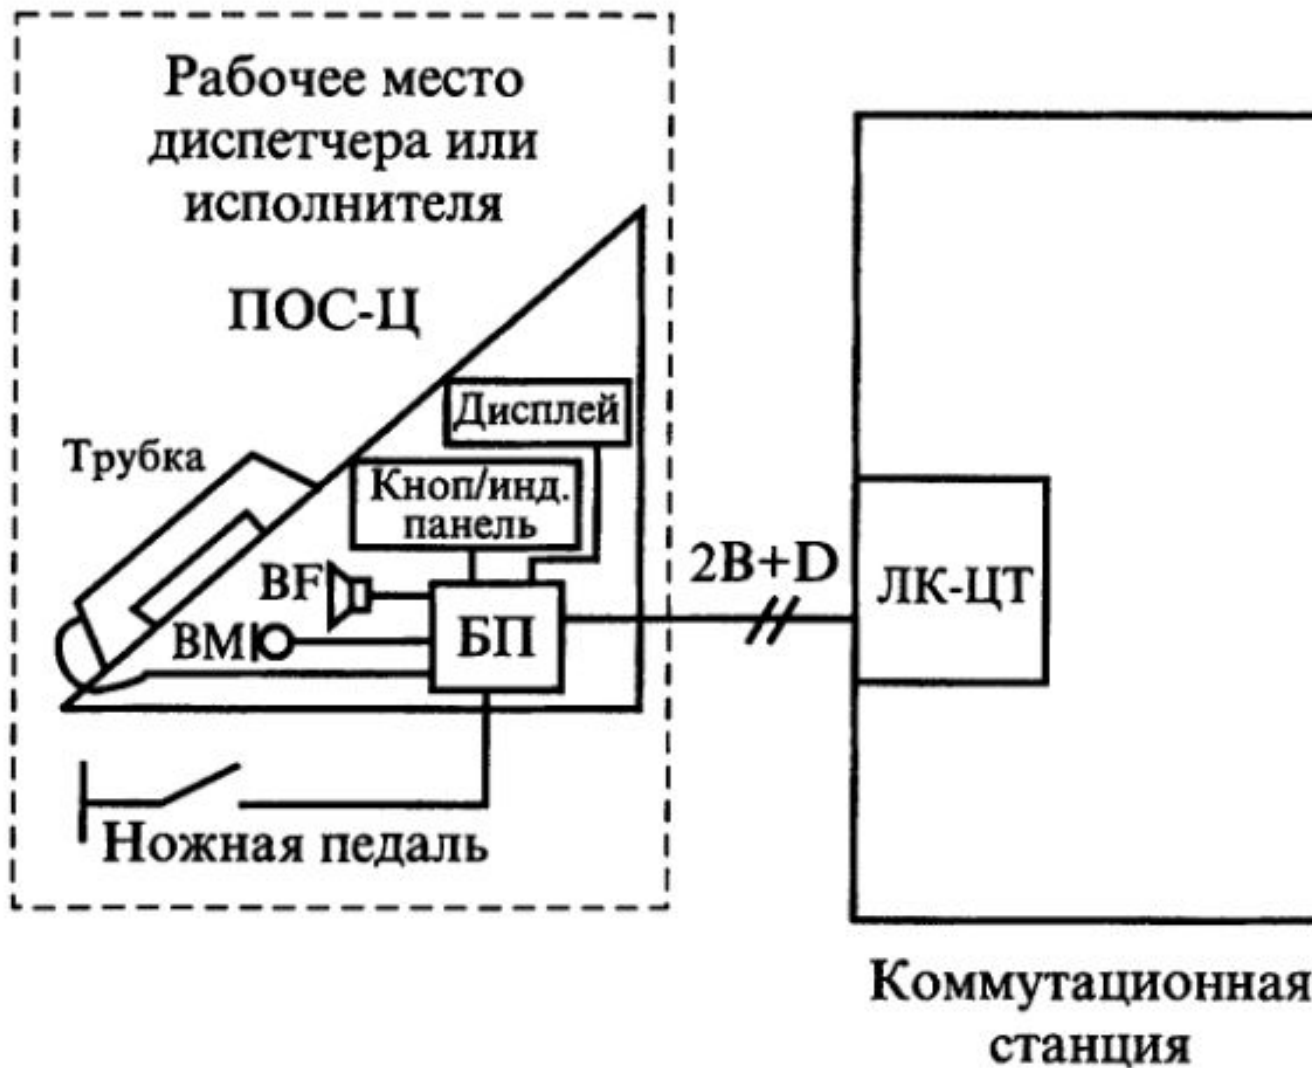 Рабочее место
диспетчера или
исполнителя
ПОС-Ц
Дисплей
Трубка
Кноп/инд.
панель
BF
BM
БП
2B+D
ЛК-ЦТ
Ножная педаль
Коммутационная
станция